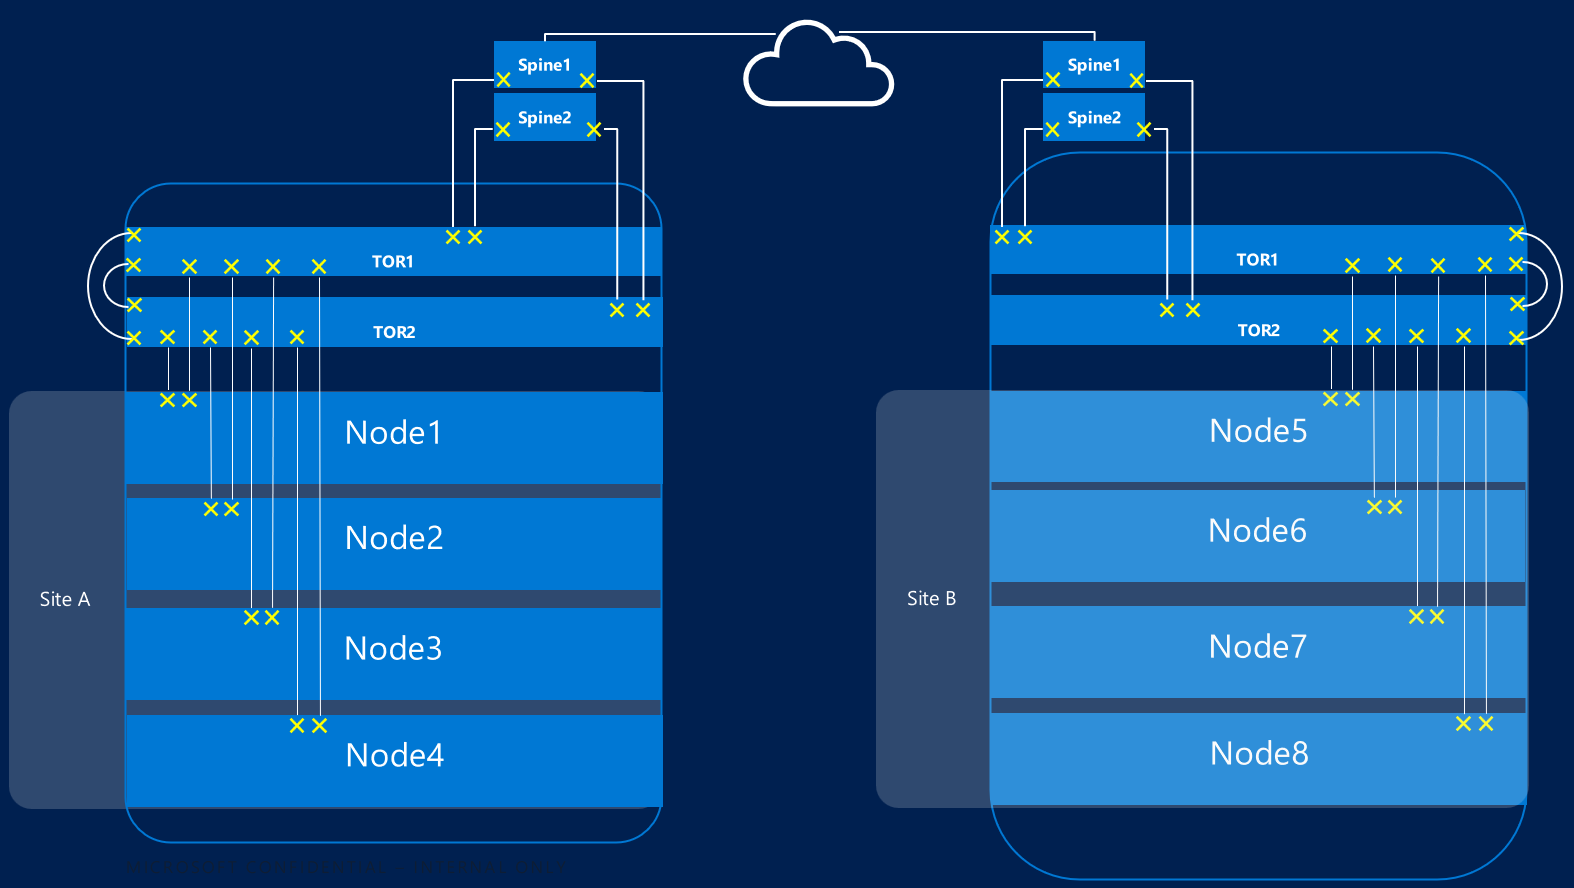 Spine1
Spine2
TOR1
TOR2
Node1
Node2
Site A
Node3
Node4
Spine1
Spine2
TOR1
TOR2
Node5
Node6
Site B
Node7
Node8